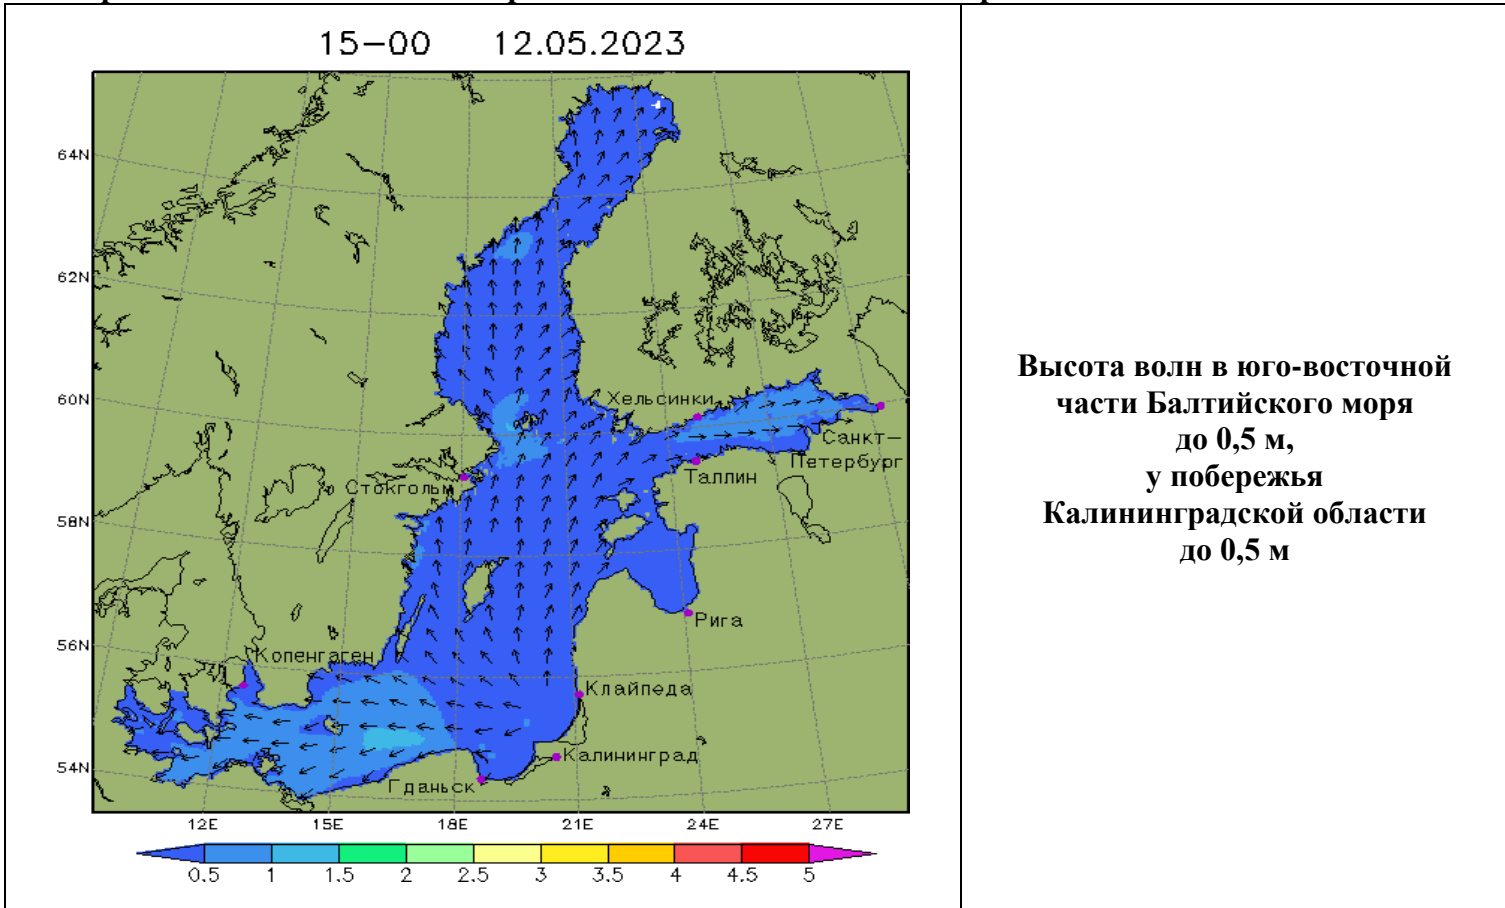 15-00 12.05.2023
64N
62N
60N
58N
56N
54N
Хельсинки
Санкт-
Петербург
Таллин
Стокгольм
Рига
Копенгаген
Клайпеда
Калининград
Гданьск
12E 15E 18E 21E 24E 27E
0.5 1 1.5 2 2.5 3 3.5 4 4.5 5
Высота волн в юго-восточной
части Балтийского моря
до 0,5 м,
у побережья
Калининградской области
до 0,5 м